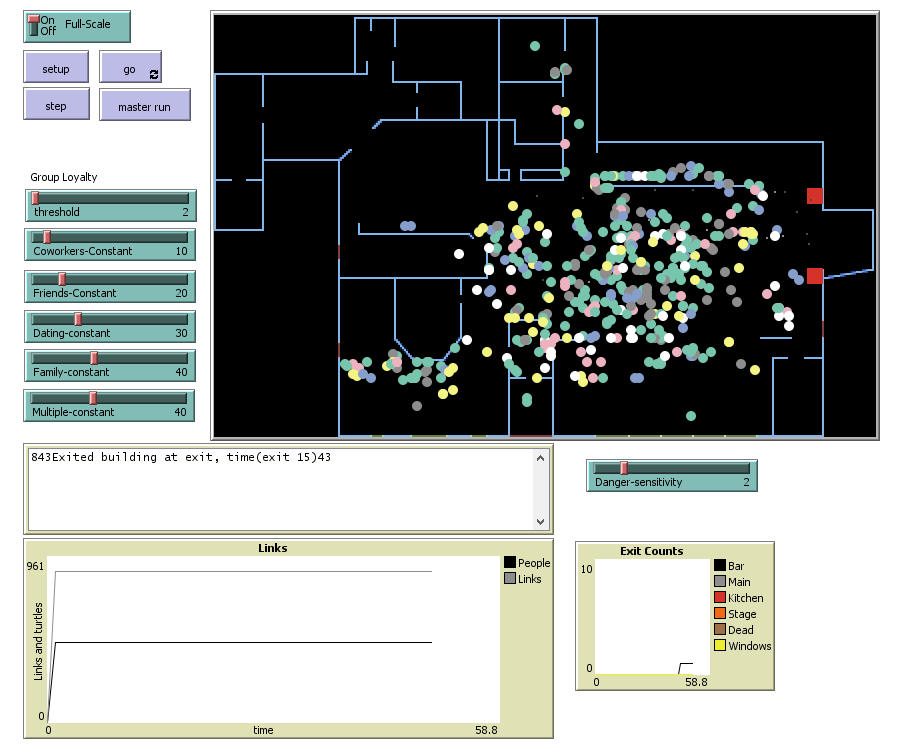 On
Off
Full-Scale
setup
go
step
master run
Group Loyalty
threshold 2
Coworkers-Constant 10
Friends-Constant 20
Dating-constant 30
Family-constant 40
Multiple-constant 40
843Exited building at exit, time(exit 15)43
Danger-sensitivity 2
Links
961
Links and turtles
0
0
time
58.8
People
Links
Exit Counts
10
0
0
58.8
Bar
Main
Kitchen
Stage
Dead
Windows